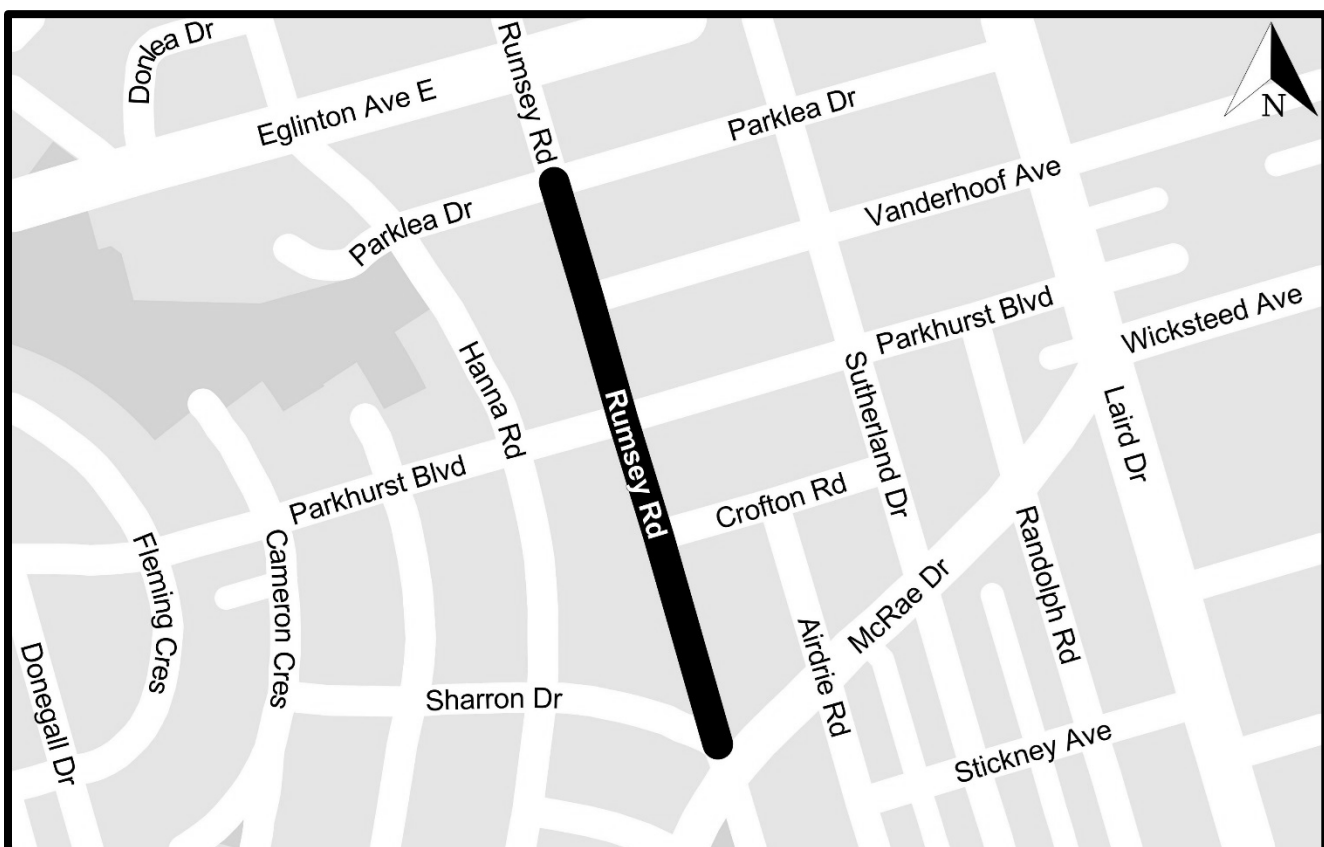 Donlea Dr
Rumsey Rd
Eglinton Ave E
N
Parklea Dr
Vanderhoof Ave
Parklea Dr
Parkhurst Blvd
Wicksteed Ave
Hanna Rd
Sutherland Dr
Laird Dr
Rumsey Rd
Parkhurst Blvd
Crofton Rd
Fleming Cres
Cameron Cres
Randolph Rd
McRae Dr
Airdrie Rd
Donegall Dr
Sharron Dr
Stickney Ave